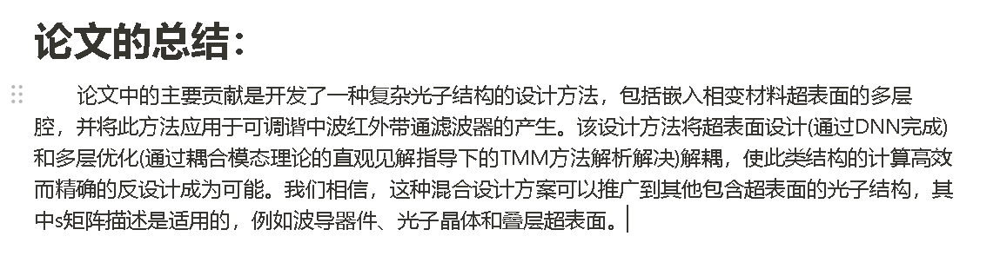 论文的总结：
论文中的主要贡献是开发了一种复杂光子结构的设计方法，包括嵌入相变材料超表面的多层
腔，并将此方法应用于可调谐中波红外带通滤波器的产生。该设计方法将超表面设计(通过DNN完成)
和多层优化(通过耦合模态理论的直观见解指导下的TMM方法解析解决)解耦，使此类结构的计算高效
而精确的反设计成为可能。我们相信，这种混合设计方案可以推广到其他包含超表面的光子结构，其
中s矩阵描述是适用的，例如波导器件、光子晶体和叠层超表面。